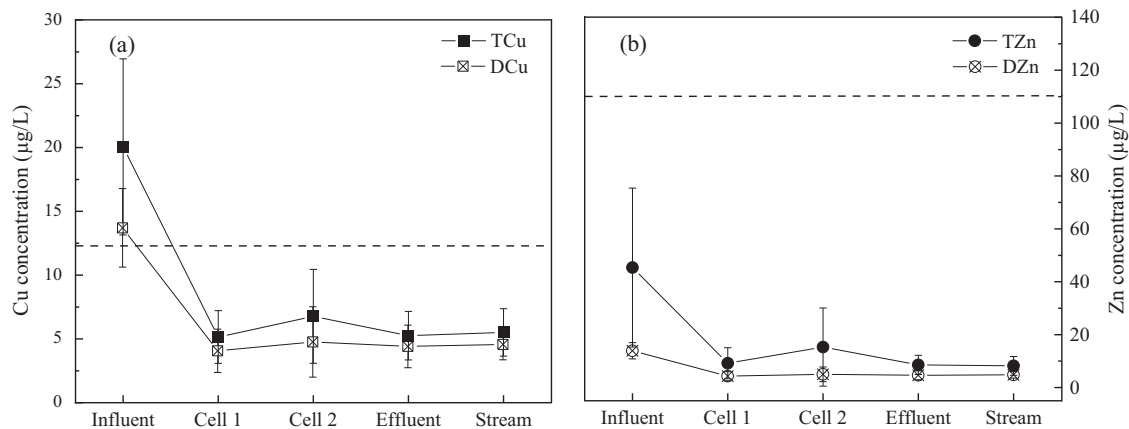 (a)
TCu
DCu
Cu concentration (µg/L)
30
25
20
15
10
5
0
Influent Cell 1 Cell 2 Effluent Stream
(b)
TZn
DZn
Zn concentration (µg/L)
140
120
100
80
60
40
20
0
Influent Cell 1 Cell 2 Effluent Stream